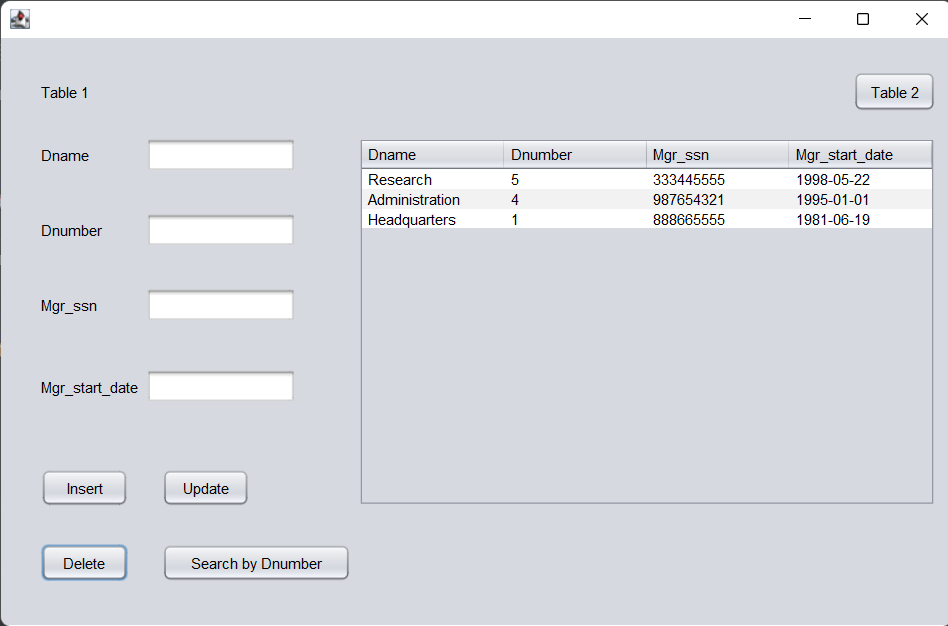 Table 1
Table 2
Dname
Dnumber
Mgr_ssn
Mgr_start_date
Insert
Update
Delete
Search by Dnumber
Dname Dnumber Mgr_ssn Mgr_start_date
Research 5 333445555 1998-05-22
Administration 4 987654321 1995-01-01
Headquarters 1 888665555 1981-06-19